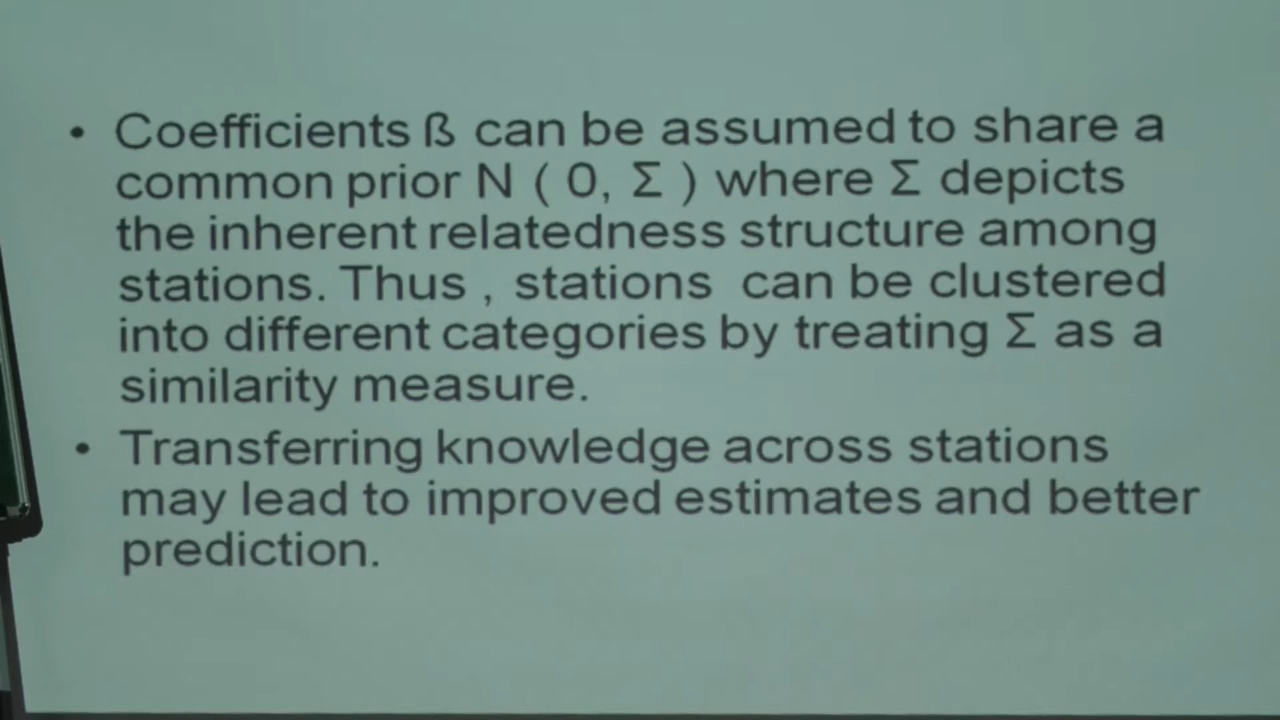 • Coefficients ß can be assumed to share a
common prior N ( 0, Σ ) where Σ depicts
the inherent relatedness structure among
stations. Thus , stations can be clustered
into different categories by treating Σ as a
similarity measure.
• Transferring knowledge across stations
may lead to improved estimates and better
prediction.